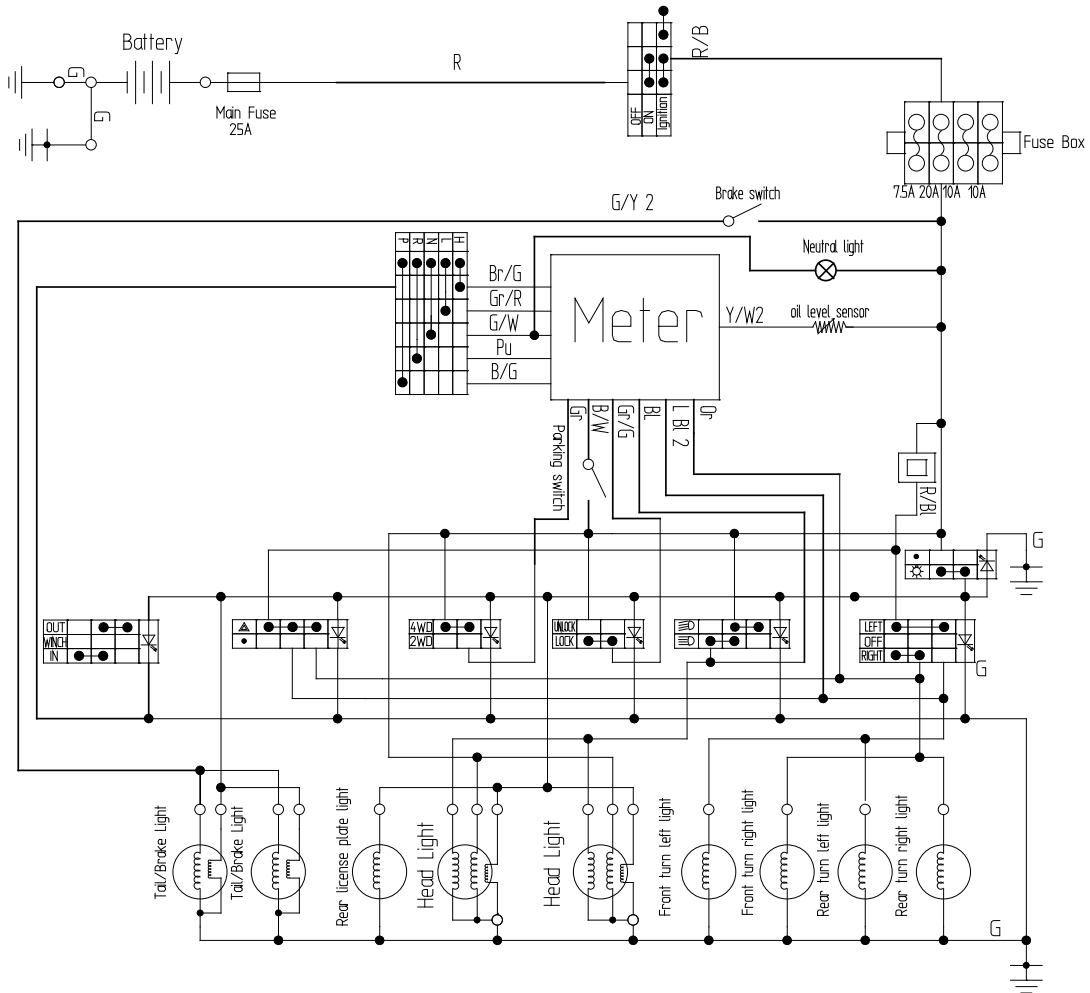 Battery
R
R/B
G
G
Main Fuse
25A
OFF
ON
Ignition
Fuse Box
7.5A 20A 10A 10A
G/Y 2
Brake switch
P
R
N
L
H
Neutral light
Br/G
Gr/R
G/W
Pu
B/G
Meter
Y/W2
oil level sensor
Gr
B/W
Gr/G
Bl
L Bl 2
Or
Parking switch
R/Bl
G
OUT
WINCH
IN
4WD
2WD
UNLOCK
LOCK
LEFT
OFF
RIGHT
G
Tail/Brake Light
Tail/Brake Light
Rear license plate light
Head Light
Head Light
Front turn left light
Front turn right light
Rear turn left light
Rear turn right light
G